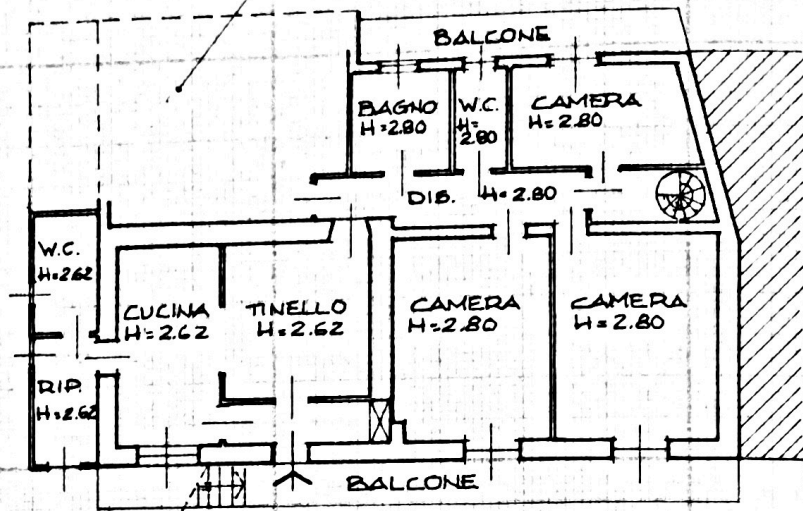 BALCONE
BAGNO
H=2.80
W.C.
H=
2.80
CAMERA
H=2.80
DIS.
H=2.80
W.C.
H=2.62
CUCINA
H=2.62
TINELLO
H=2.62
CAMERA
H=2.80
CAMERA
H=2.80
RIP.
H=2.62
BALCONE